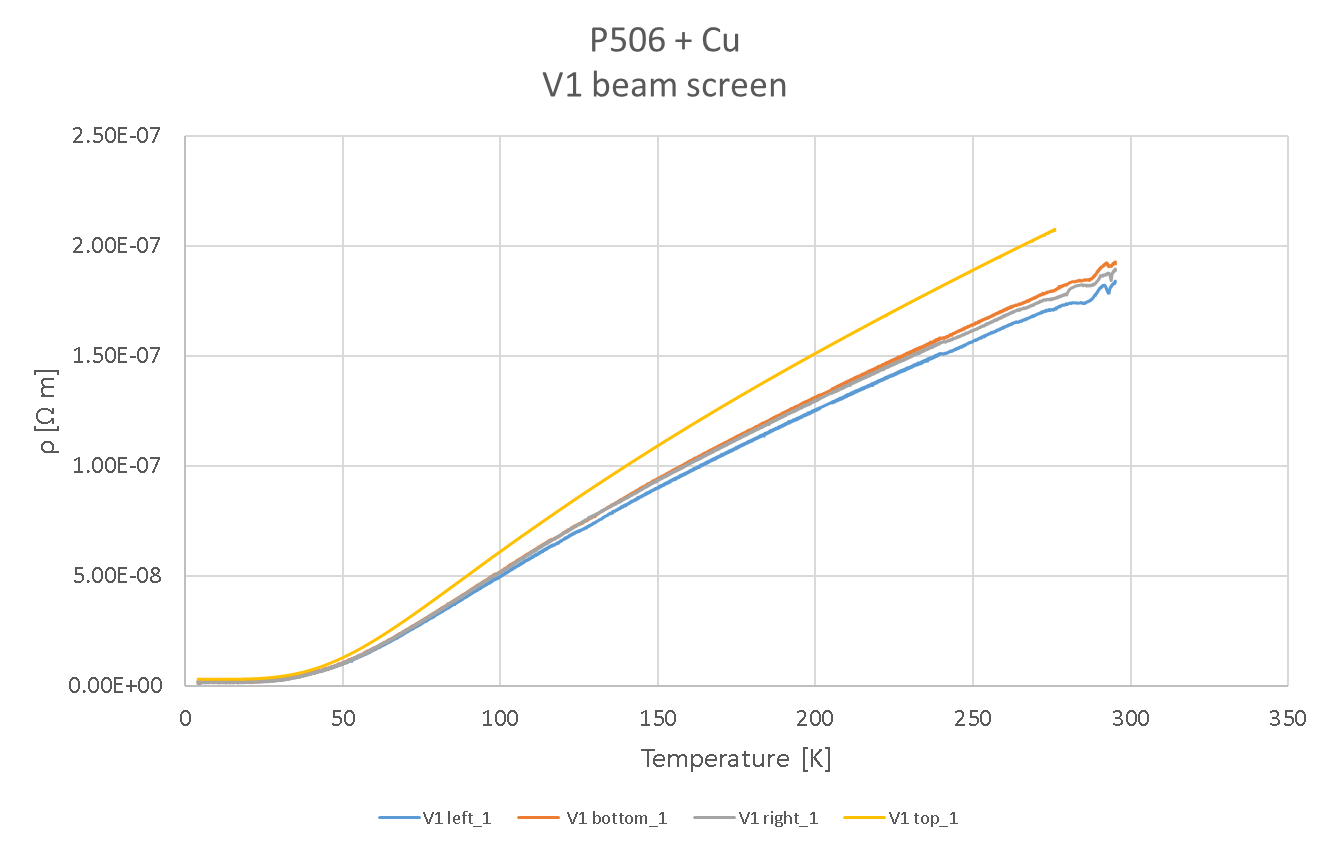 P506 + Cu
V1 beam screen
2.50E-07
2.00E-07
1.50E-07
1.00E-07
5.00E-08
0.00E+00
ρ [Ω m]
0 50 100 150 200 250 300 350
Temperature [K]
V1 left_1 V1 bottom_1 V1 right_1 V1 top_1